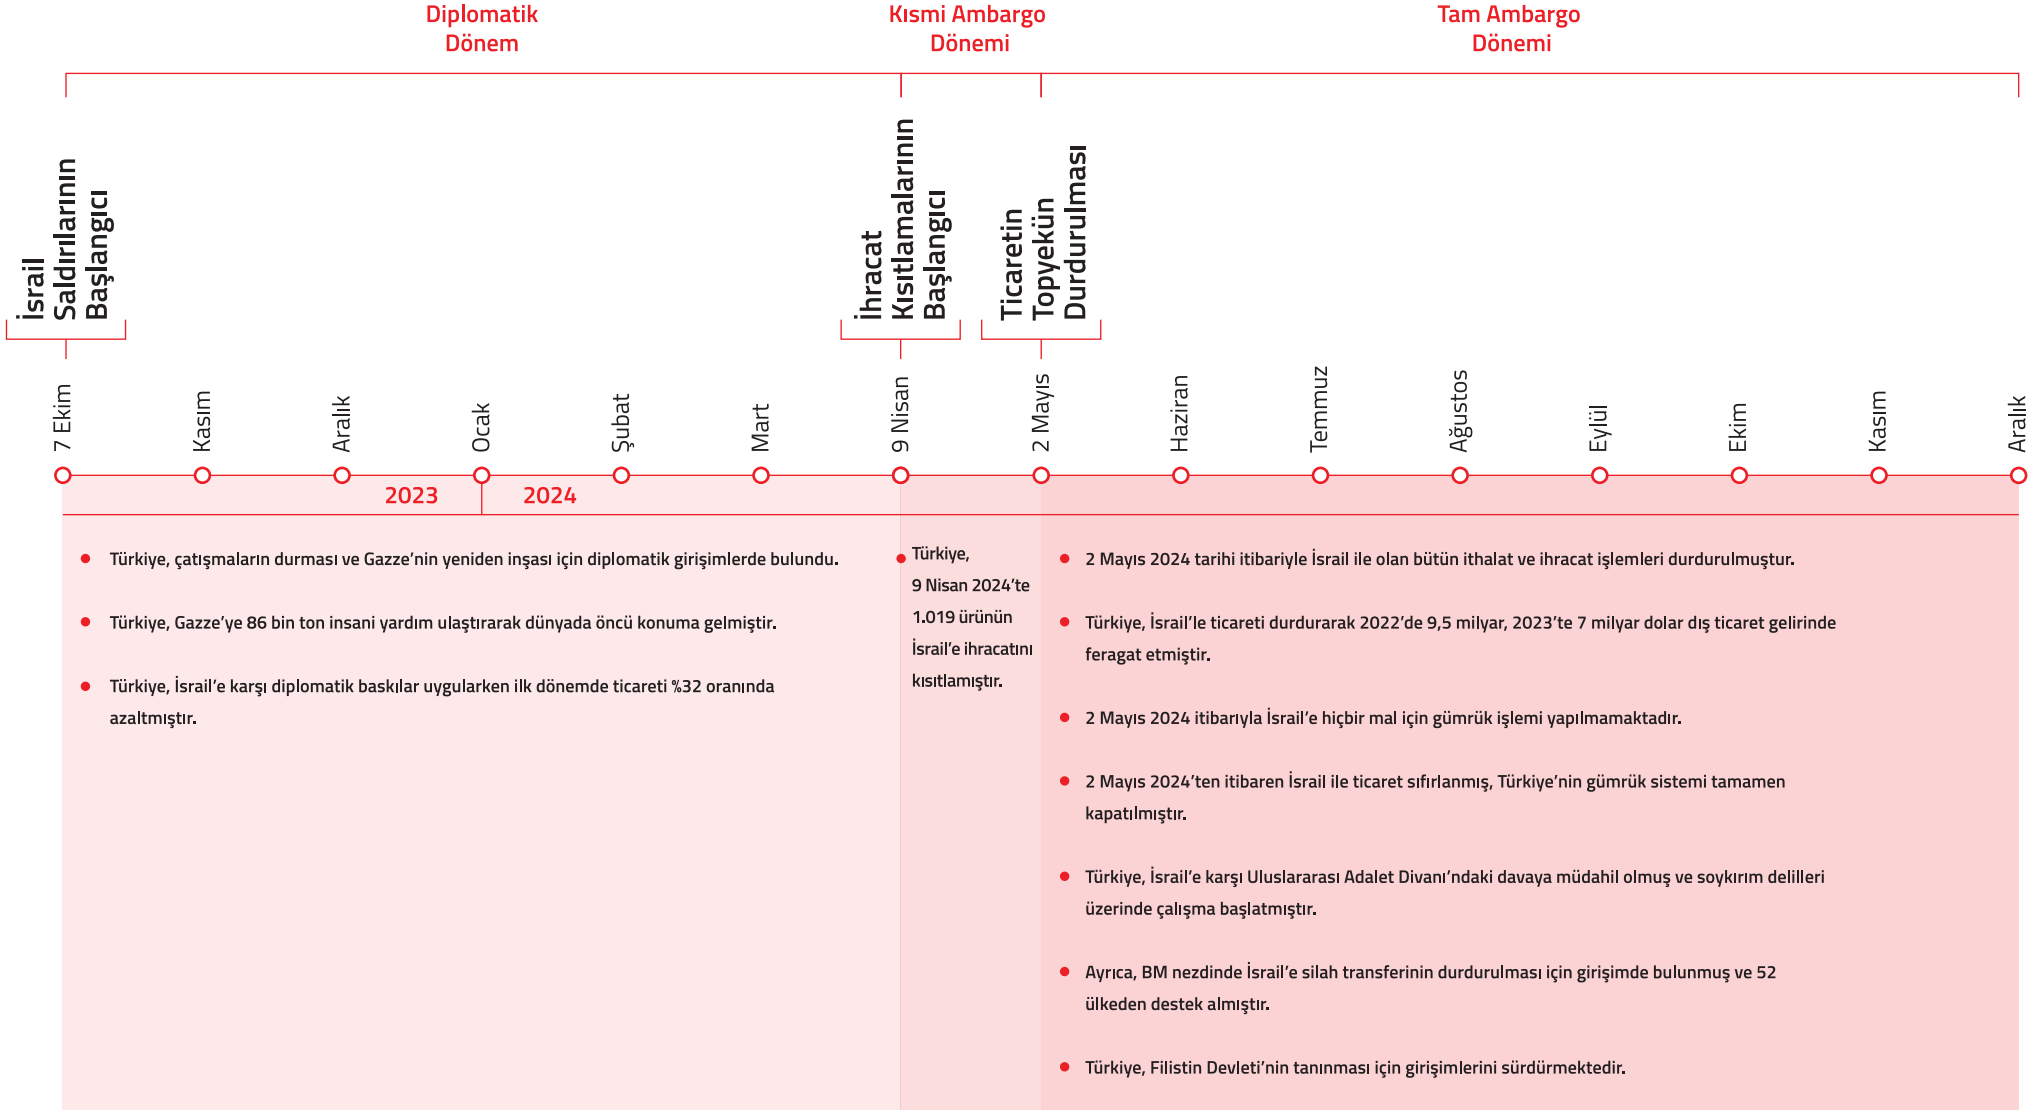 Diplomatik
Dönem
Kısmi Ambargo
Dönemi
Tam Ambargo
Dönemi
İsrail
Saldırılarının
Başlangıcı
İhracat
Kısıtlamalarının
Başlangıcı
Ticaretin
Topyekün
Durdurulması
7 Ekim
Kasım
Aralık
Ocak
Şubat
Mart
9 Nisan
2 Mayıs
Haziran
Temmuz
Ağustos
Eylül
Ekim
Kasım
Aralık
2023
2024
Türkiye, çatışmaların durması ve Gazze’nin yeniden inşası için diplomatik girişimlerde bulundu.
Türkiye, Gazze’ye 86 bin ton insani yardım ulaştırarak dünyada öncü konuma gelmiştir.
Türkiye, İsrail’e karşı diplomatik baskılar uygularken ilk dönemde ticareti %32 oranında
azaltmıştır.
Türkiye,
9 Nisan 2024’te
1.019 ürünün
İsrail’e ihracatını
kısıtlamıştır.
2 Mayıs 2024 tarihi itibariyle İsrail ile olan bütün ithalat ve ihracat işlemleri durdurulmuştur.
Türkiye, İsrail’le ticareti durdurarak 2022’de 9,5 milyar, 2023’te 7 milyar dolar dış ticaret gelirinde
feragat etmiştir.
2 Mayıs 2024 itibarıyla İsrail’e hiçbir mal için gümrük işlemi yapılmamaktadır.
2 Mayıs 2024’ten itibaren İsrail ile ticaret sıfırlanmış, Türkiye’nin gümrük sistemi tamamen
kapatılmıştır.
Türkiye, İsrail’e karşı Uluslararası Adalet Divanı’ndaki davaya müdahil olmuş ve soykırım delilleri
üzerinde çalışma başlatmıştır.
Ayrıca, BM nezdinde İsrail’e silah transferinin durdurulması için girişimde bulunmuş ve 52
ülkeden destek almıştır.
Türkiye, Filistin Devleti’nin tanınması için girişimlerini sürdürmektedir.